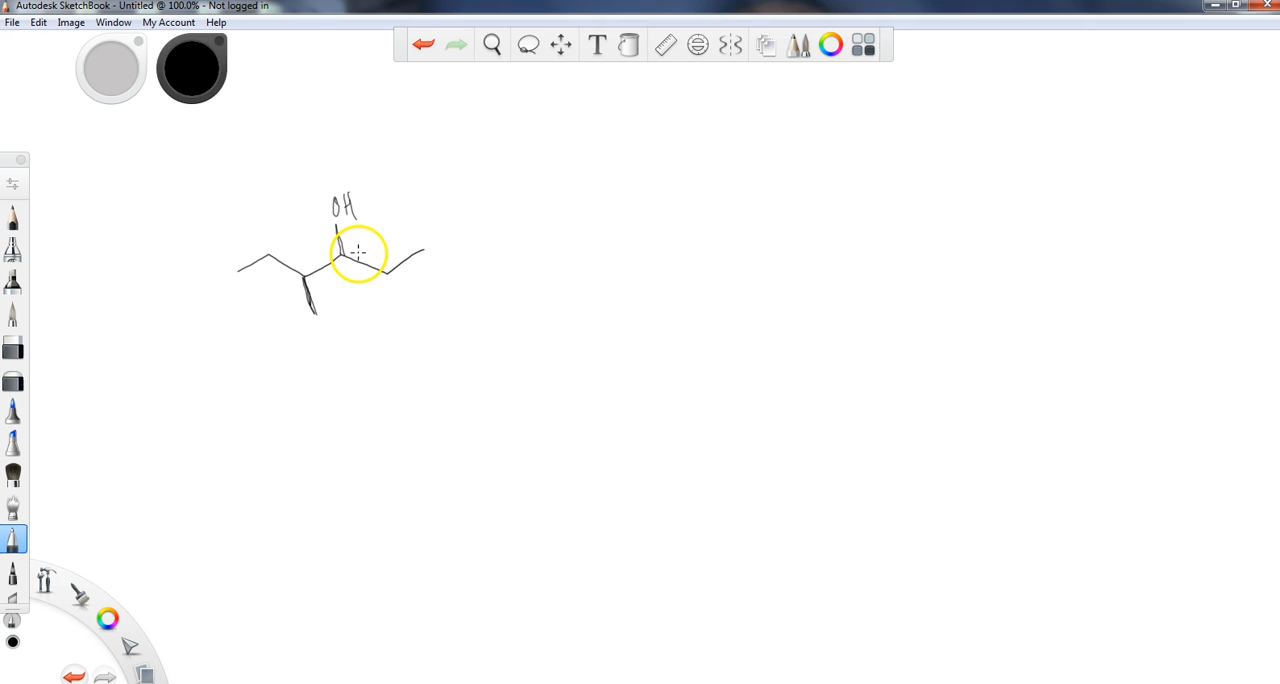 Autodesk SketchBook - Untitled @ 100.0% - Not logged in
File Edit Image Window My Account Help
T
OH